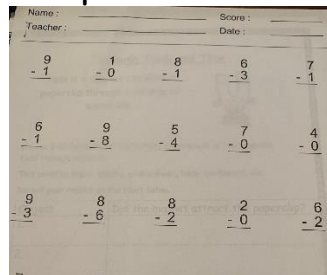 Name : Score :
Teacher : Date :
9 1 8 6 7
- 1 - 0 - 1 - 3 - 1
6 9 5 7 4
- 1 - 8 - 4 - 0 - 0
9 8 8 2 6
- 3 - 6 - 2 - 0 - 2